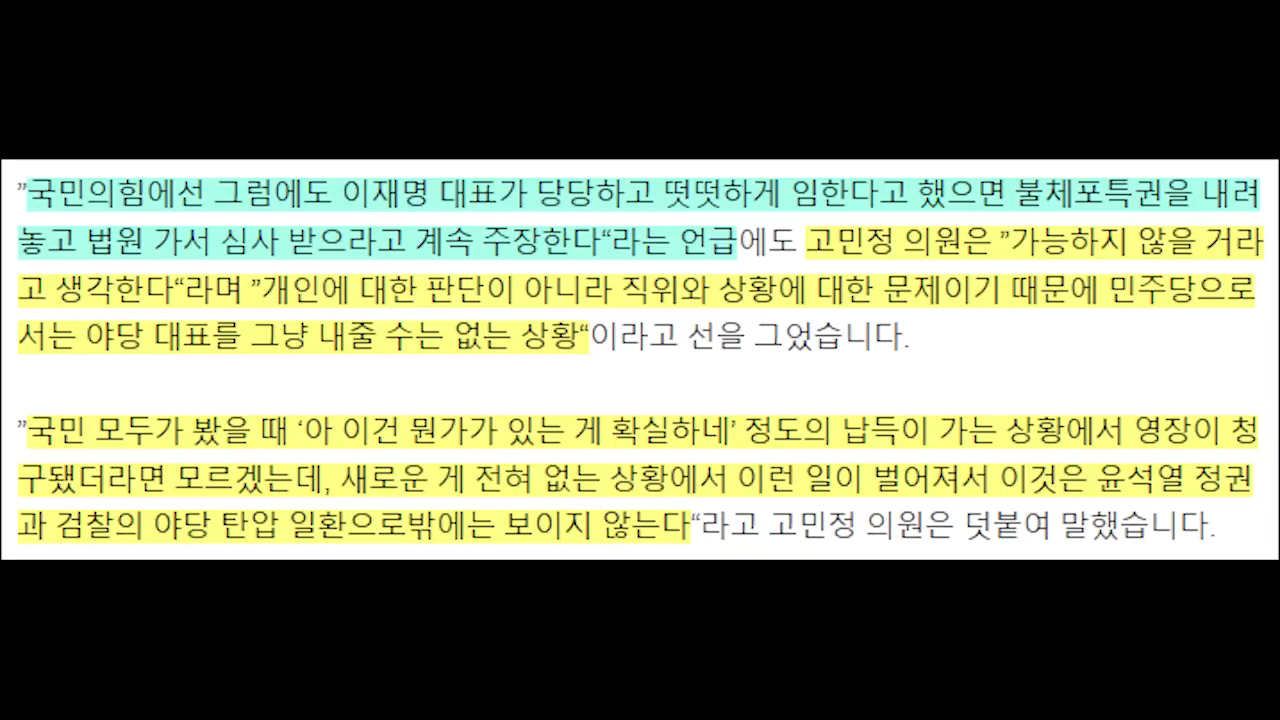 ”국민의힘에선 그럼에도 이재명 대표가 당당하고 떳떳하게 임한다고 했으면 불체포특권을 내려
놓고 법원 가서 심사 받으라고 계속 주장한다“라는 언급에도 고민정 의원은 ”가능하지 않을 거라
고 생각한다“라며 ”개인에 대한 판단이 아니라 직위와 상황에 대한 문제이기 때문에 민주당으로
서는 야당 대표를 그냥 내줄 수는 없는 상황“이라고 선을 그었습니다.
”국민 모두가 봤을 때 ‘아 이건 뭔가가 있는 게 확실하네’ 정도의 납득이 가는 상황에서 영장이 청
구됐더라면 모르겠는데, 새로운 게 전혀 없는 상황에서 이런 일이 벌어져서 이것은 윤석열 정권
과 검찰의 야당 탄압 일환으로밖에는 보이지 않는다“라고 고민정 의원은 덧붙여 말했습니다.